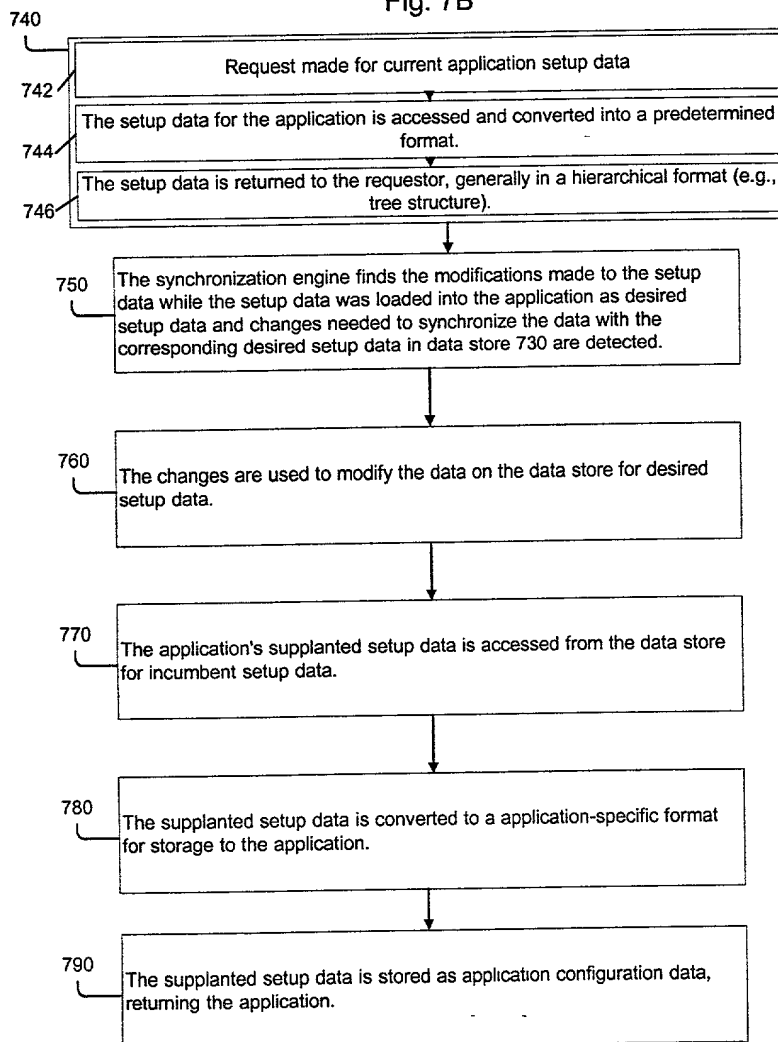 Fig. 7B
740
742
Request made for current application setup data
744
The setup data for the application is accessed and converted into a predetermined
format.
746
The setup data is returned to the requestor, generally in a hierarchical format (e.g.,
tree structure).
750
The synchronization engine finds the modifications made to the setup
data while the setup data was loaded into the application as desired
setup data and changes needed to synchronize the data with the
corresponding desired setup data in data store 730 are detected.
760
The changes are used to modify the data on the data store for desired
setup data.
770
The application's supplanted setup data is accessed from the data store
for incumbent setup data.
780
The supplanted setup data is converted to a application-specific format
for storage to the application.
790
The supplanted setup data is stored as application configuration data,
returning the application.